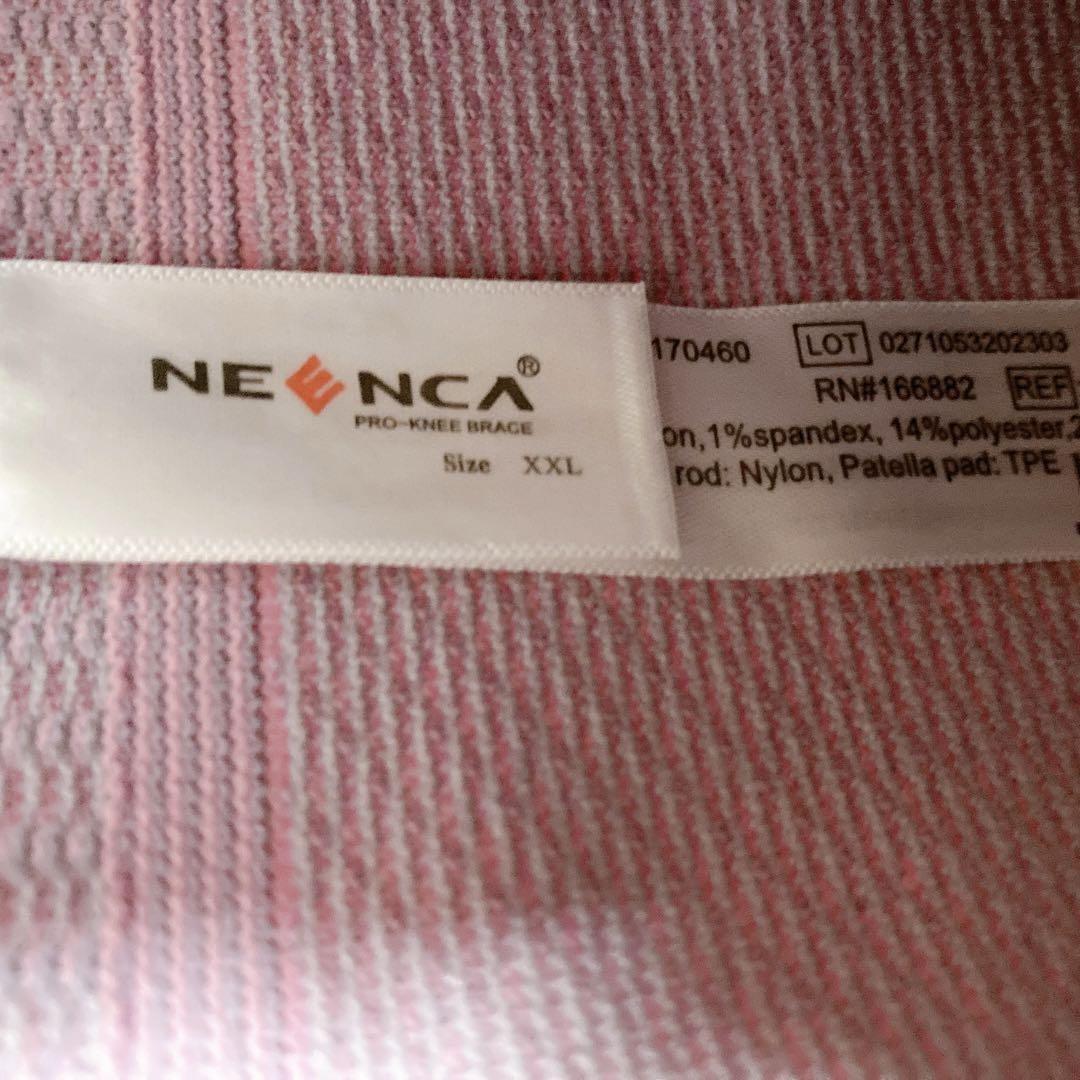 NEENCA®
PRO-KNEE BRACE
Size XXL
170460 LOT 0271053202303
RN#166882 REF
on,1%spandex, 14%polyester,2
rod: Nylon, Patella pad: TPE